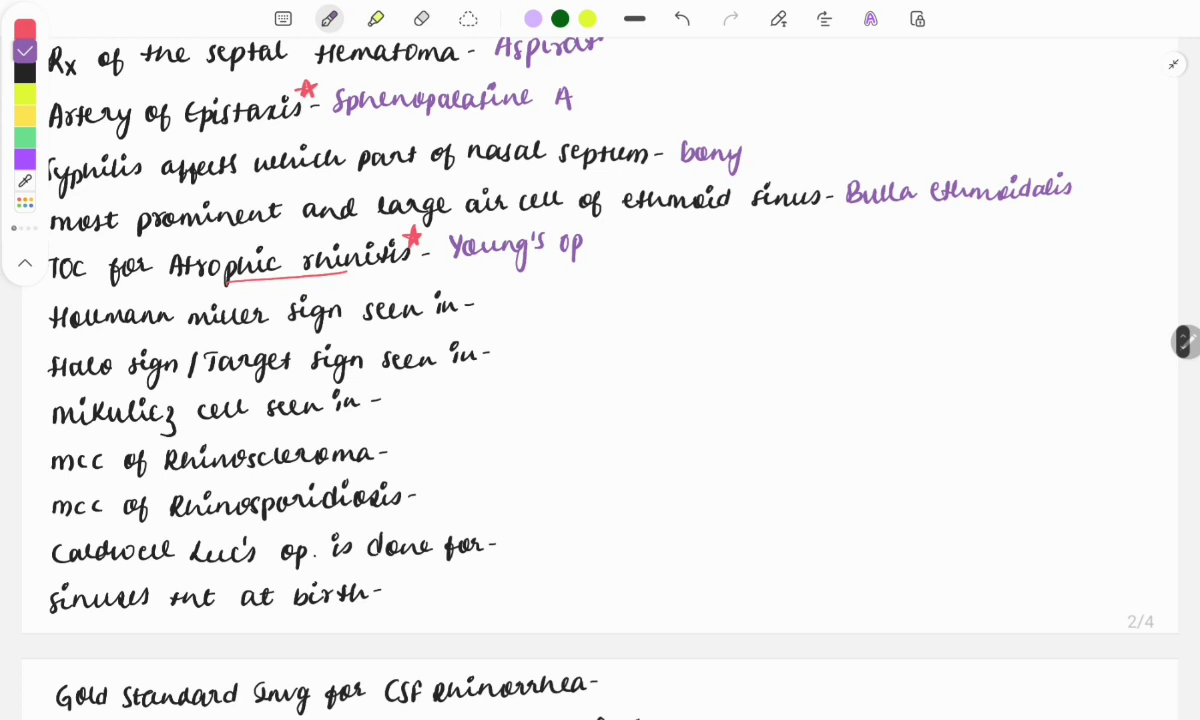 Rx of the septal Hematoma - Aspirat
Artery of Epistaxis - Sphenopalatine A
Syphilis affects which part of nasal septum - bony
most prominent and large air cell of ethmoid sinus - Bulla Ethmoidalis
TOC for Atrophic rhinitis - Young's op
Holmann miller sign seen in -
Halo sign / Target sign seen in -
Mikulicz cell seen in -
mcc of Rhinoscleroma -
mcc of Rhinosporidiosis -
Caldwell Luc's op. is done for -
sinuses tnt at birth -
2/4
Gold Standard Invg for CSF Rhinorrhea -